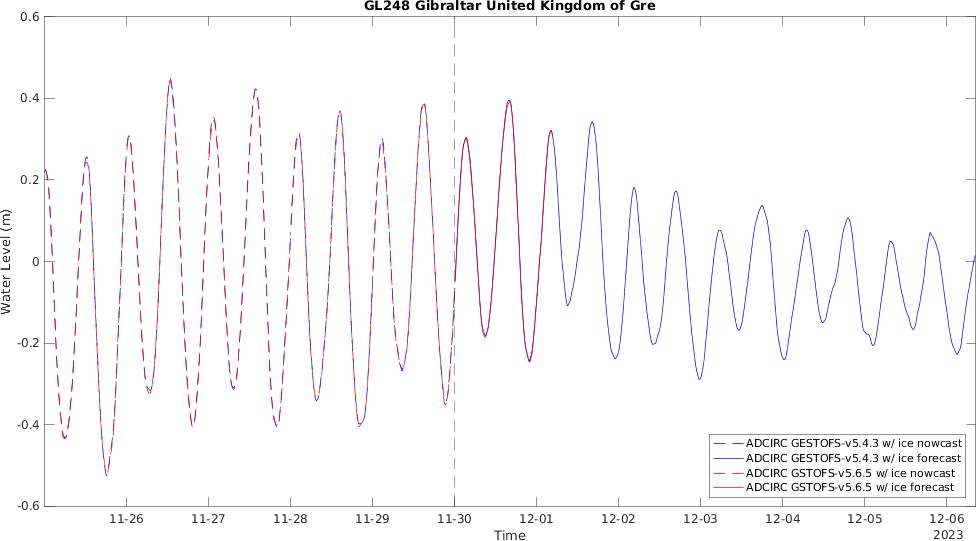 GL248 Gibraltar United Kingdom of Gre
0.6
0.4
0.2
0
-0.2
-0.4
-0.6
Water Level (m)
11-26 11-27 11-28 11-29 11-30 12-01 12-02 12-03 12-04 12-05 12-06
2023
Time
ADCIRC GESTOFS-v5.4.3 w/ ice nowcast
ADCIRC GESTOFS-v5.4.3 w/ ice forecast
ADCIRC GSTOFS-v5.6.5 w/ ice nowcast
ADCIRC GSTOFS-v5.6.5 w/ ice forecast